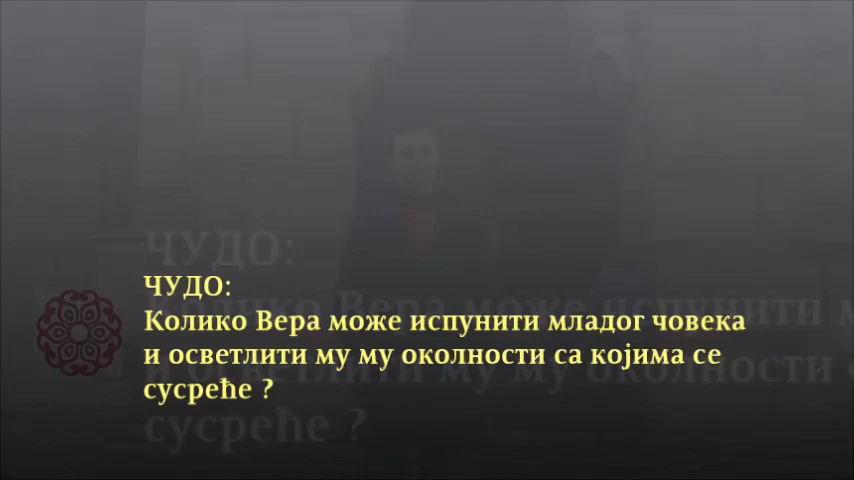 ЧУДО:
Колико Вера може испунити младог човека
и осветлити му му околности са којима се
сусреће ?